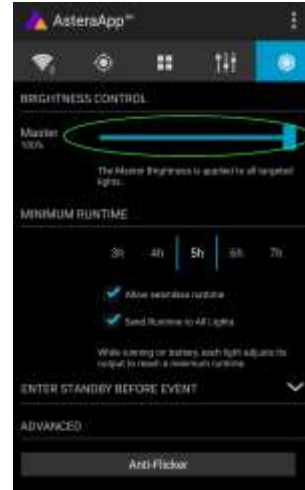 AsteraApp™
BRIGHTNESS CONTROL
Master
100%
The Master Brightness is applied to all targeted
lights.
MINIMUM RUNTIME
3h 4h 5h 6h 7h
Allow seamless runtime
Send Runtime to All Lights
While running on battery, each light adjusts its
output to reach a minimum runtime.
ENTER STANDBY BEFORE EVENT
ADVANCED
Anti-Flicker